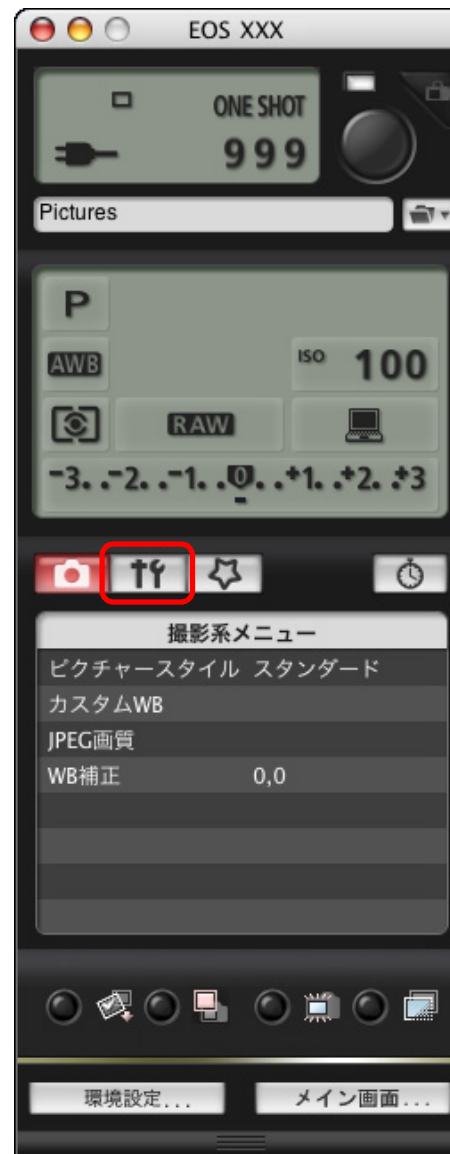 EOS XXX
ONE SHOT
999
Pictures
P
AWB
ISO 100
RAW
-3. .-2. .-1. .0. .+1. .+2. .+3
撮影系メニュー
ピクチャースタイル スタンダード
カスタムWB
JPEG画質
WB補正 0,0
環境設定... メイン画面...